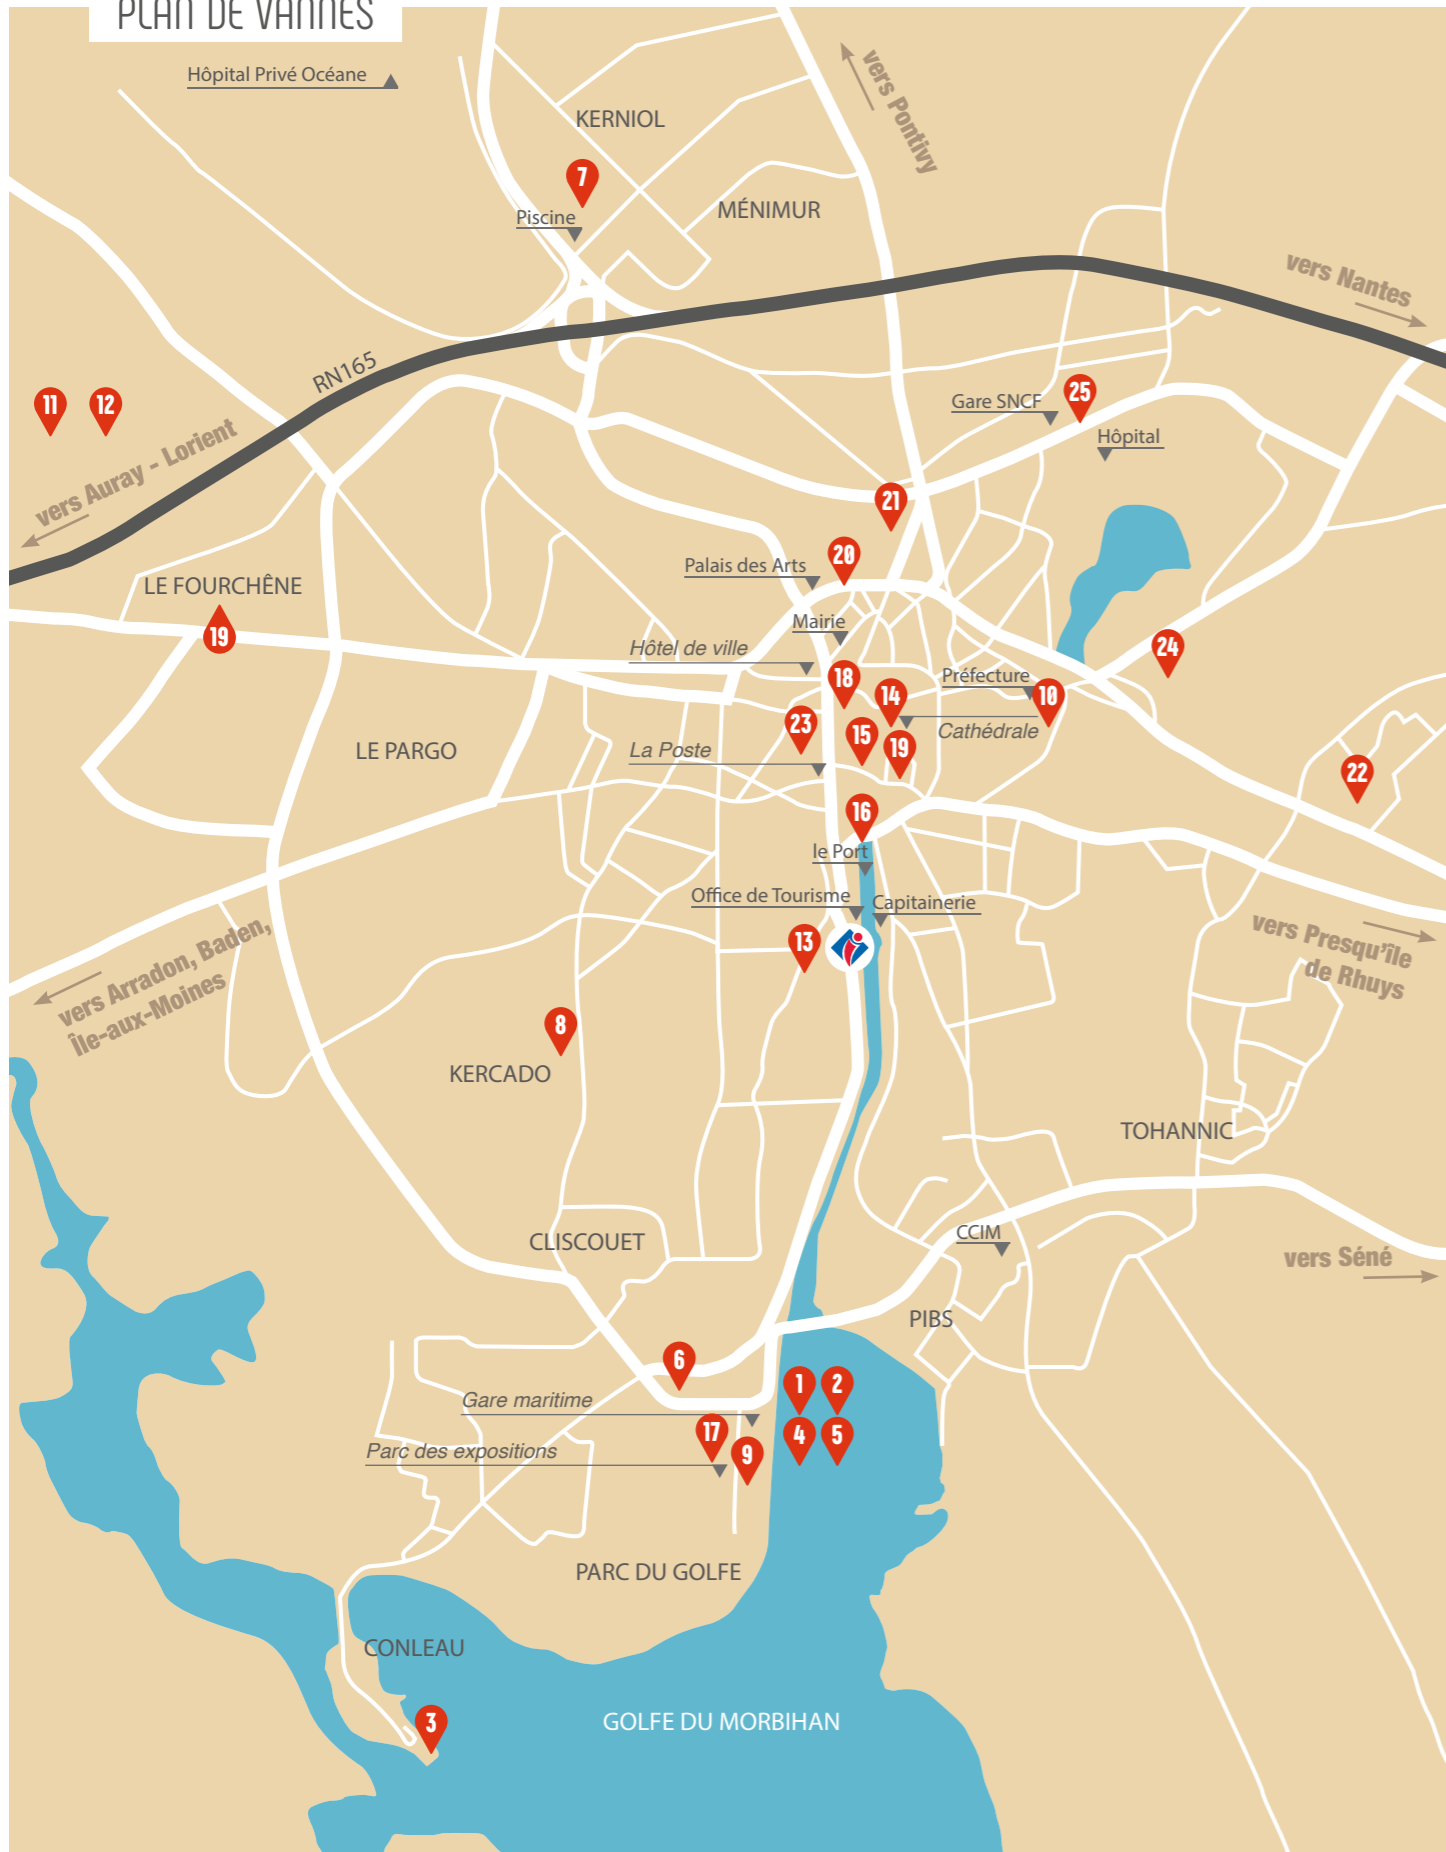 PLAN DE VANNES
Hôpital Privé Océane
vers Pontivy
KERNIOL
7
MÉNIMUR
Piscine
vers Nantes
RN165
11
12
25
Gare SNCF
Hôpital
vers Auray - Lorient
21
20
Palais des Arts
LE FOURCHÊNE
19
Mairie
Hôtel de ville
24
18
Préfecture
14
10
23
15
Cathédrale
19
LE PARGO
La Poste
22
16
le Port
Office de Tourisme
Capitainerie
13
vers Presqu'île
de Rhuys
vers Arradon, Baden,
Île-aux-Moines
8
KERCADO
TOHANNIC
CLISCOUET
CCIM
vers Séné
PIBS
6
1
2
Gare maritime
17
4
5
Parc des expositions
9
PARC DU GOLFE
CONLEAU
3
GOLFE DU MORBIHAN